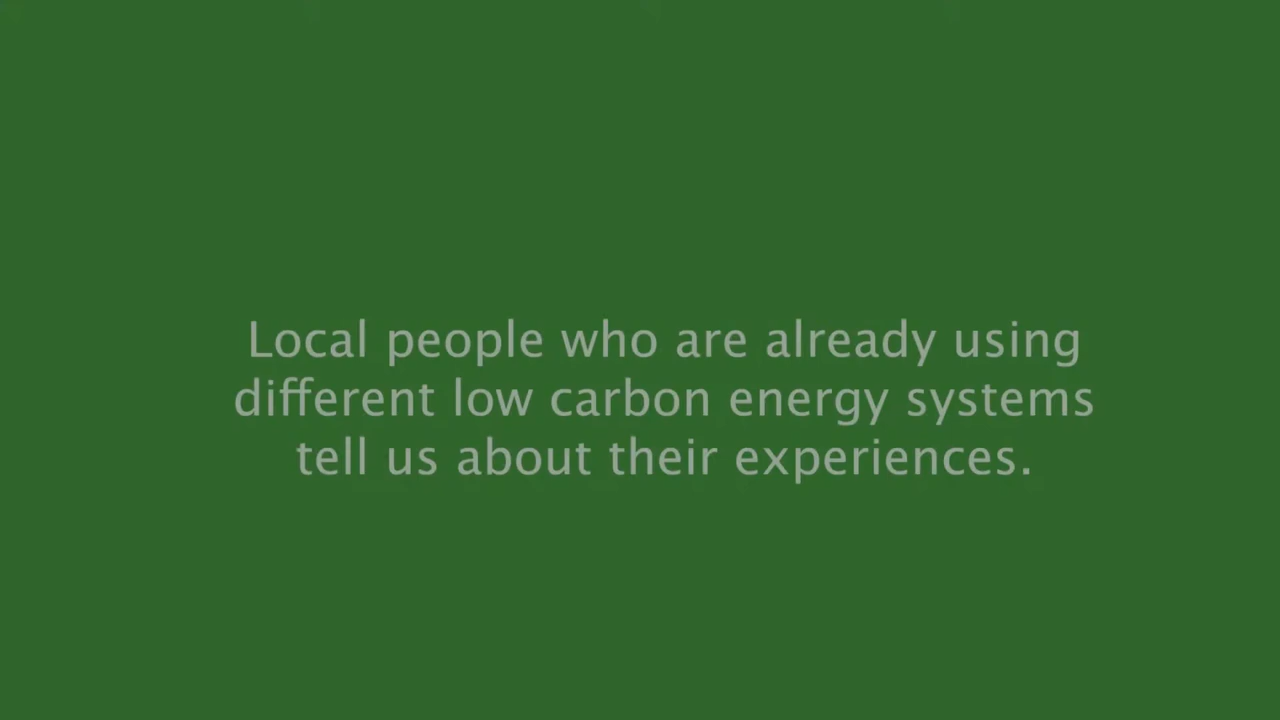 Local people who are already using
different low carbon energy systems
tell us about their experiences.